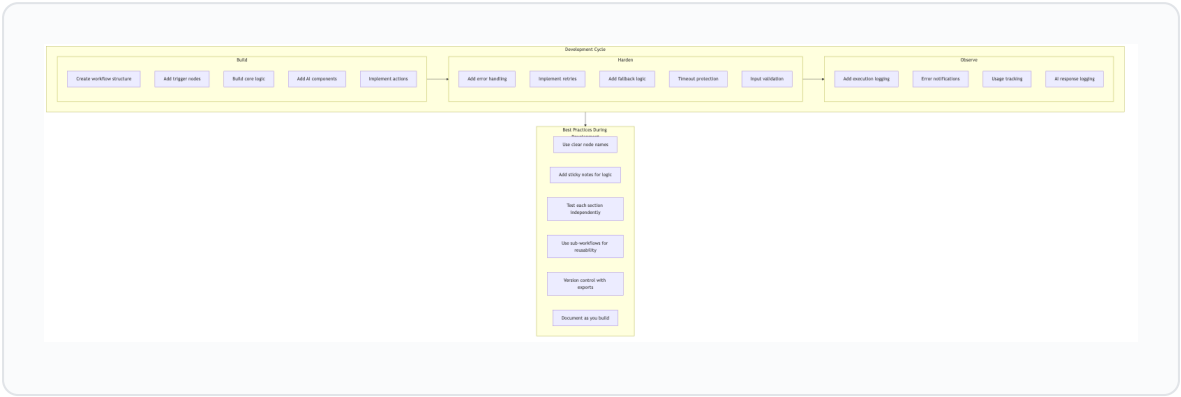 Development Cycle
Build
Harden
Observe
Create workflow structure
Add trigger nodes
Build core logic
Add AI components
Implement actions
Add error handling
Implement retries
Add fallback logic
Timeout protection
Input validation
Add execution logging
Error notifications
Usage tracking
AI response logging
Best Practices During
Development
Use clear node names
Add sticky notes for logic
Test each section
independently
Use sub-workflows for
reusability
Version control with
exports
Document as you build